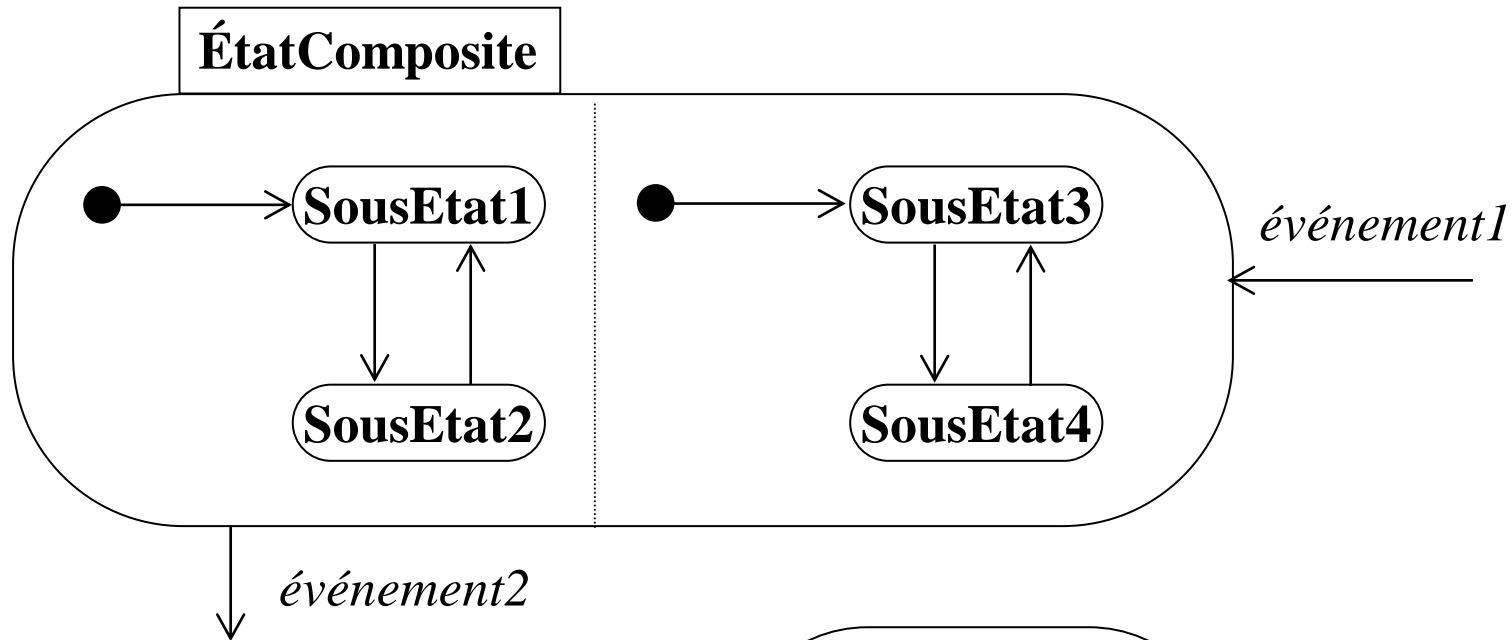 ÉtatComposite
SousEtat1
SousEtat3
événement1
SousEtat2
SousEtat4
événement2